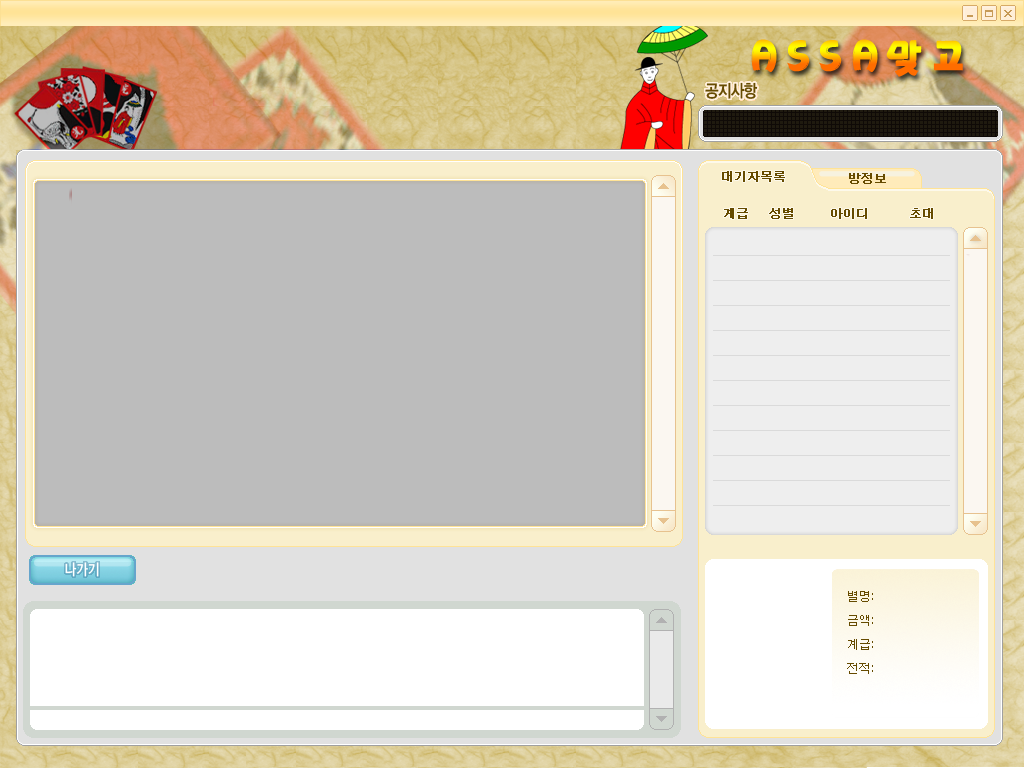 ASSA맞고
공지사항
대기자목록 방정보
계급 성별 아이디 초대
나가기
별명:
금액:
계급:
전적: